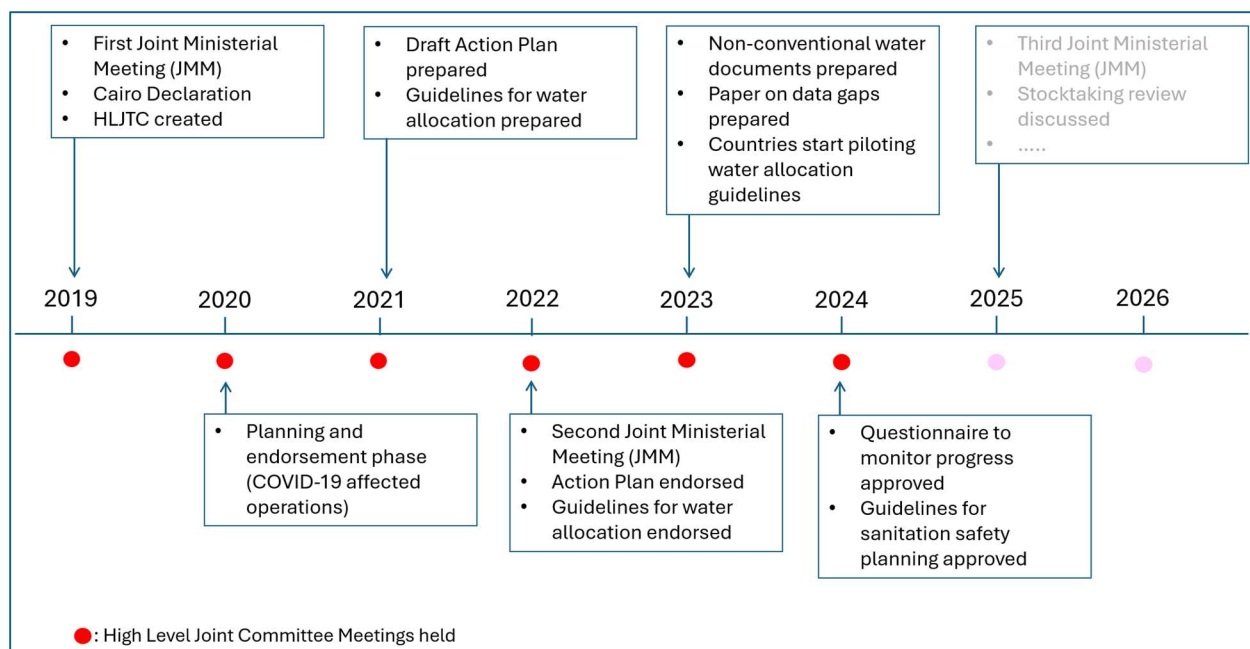 • First Joint Ministerial
Meeting (JMM)
• Cairo Declaration
• HLJTC created
• Draft Action Plan
prepared
• Guidelines for water
allocation prepared
• Non-conventional water
documents prepared
• Paper on data gaps
prepared
• Countries start piloting
water allocation
guidelines
• Third Joint Ministerial
Meeting (JMM)
• Stocktaking review
discussed
• .....
2019 2020 2021 2022 2023 2024 2025 2026
• Planning and
endorsement phase
(COVID-19 affected
operations)
• Second Joint Ministerial
Meeting (JMM)
• Action Plan endorsed
• Guidelines for water
allocation endorsed
• Questionnaire to
monitor progress
approved
• Guidelines for
sanitation safety
planning approved
: High Level Joint Committee Meetings held